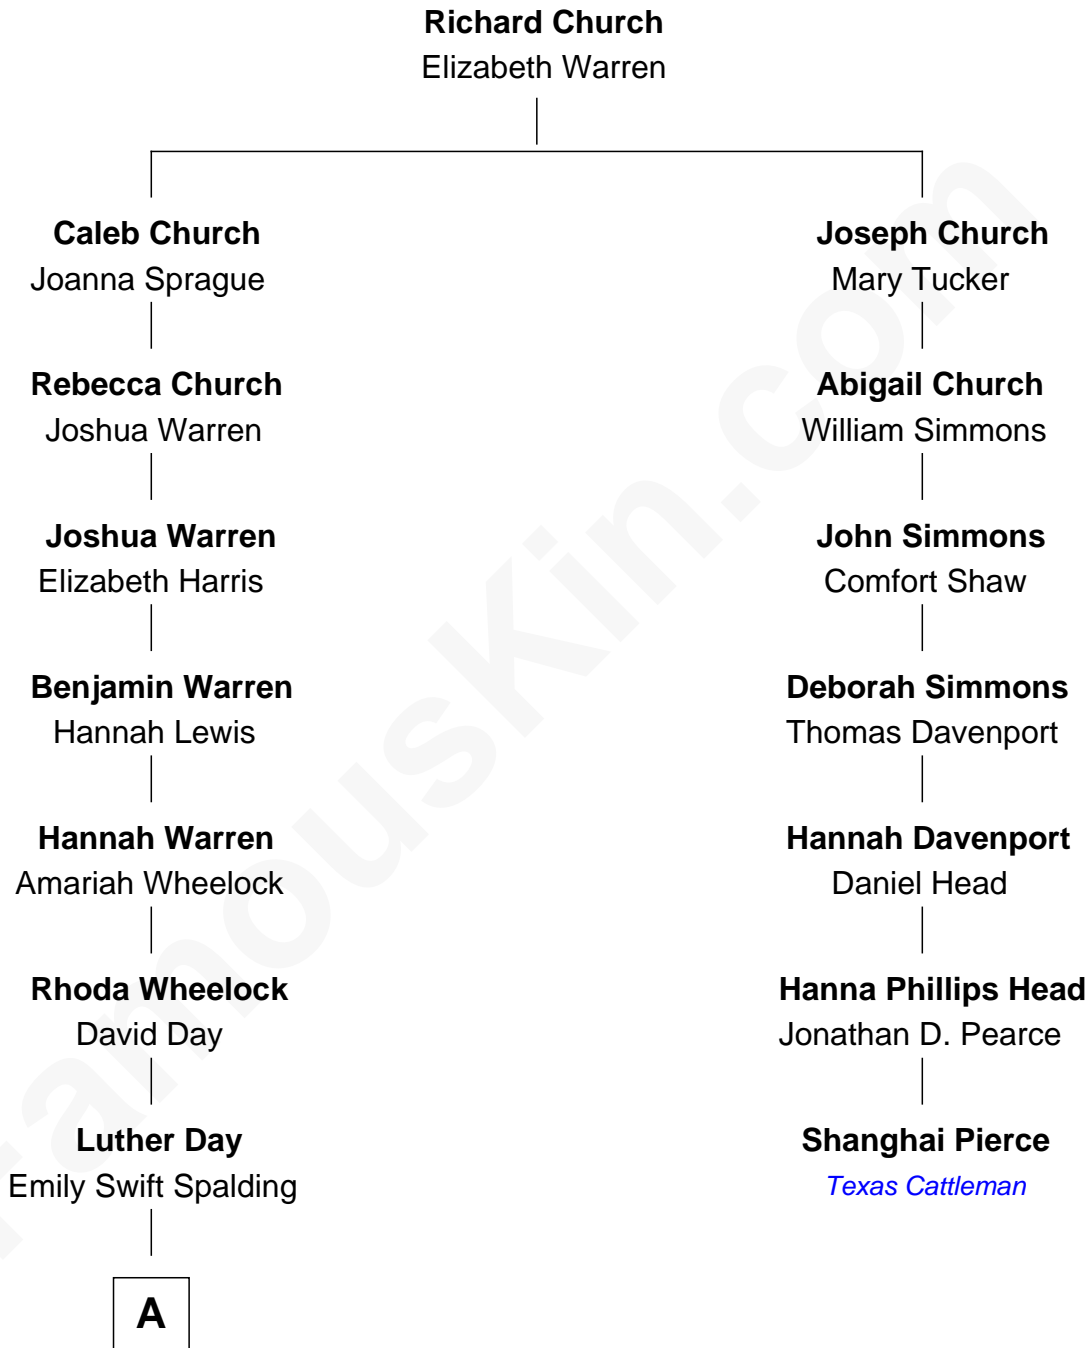 Richard Church
Elizabeth Warren
Caleb Church
Joanna Sprague
Joseph Church
Mary Tucker
Rebecca Church
Joshua Warren
Abigail Church
William Simmons
Joshua Warren
Elizabeth Harris
John Simmons
Comfort Shaw
Benjamin Warren
Hannah Lewis
Deborah Simmons
Thomas Davenport
Hannah Warren
Amariah Wheelock
Hannah Davenport
Daniel Head
Rhoda Wheelock
David Day
Hanna Phillips Head
Jonathan D. Pearce
Luther Day
Emily Swift Spalding
Shanghai Pierce
Texas Cattleman
A
FamousKin.com